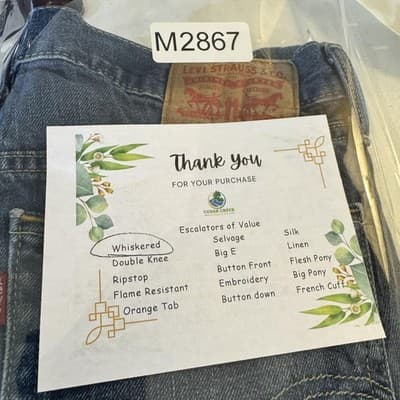 M2867
LEVI STRAUSS & CO.
Thank You
FOR YOUR PURCHASE
Escalators of Value
Whiskered
Double Knee
Ripstop
Flame Resistant
Orange Tab
Selvage
Big E
Button Front
Embroidery
Button down
Silk
Linen
Flesh Pony
Big Pony
French Cuffs